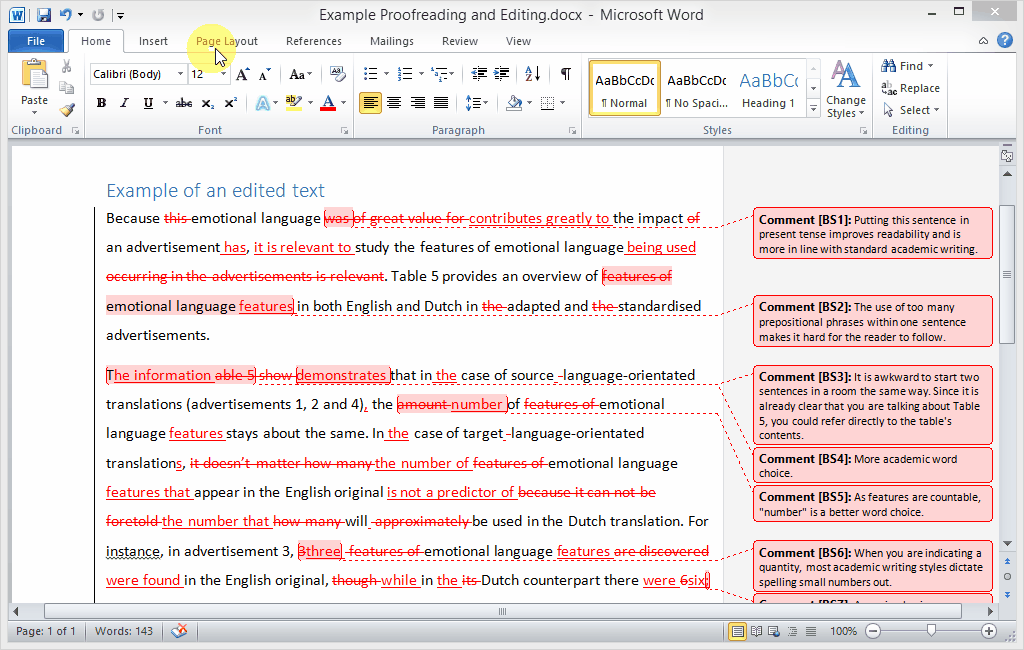 Example Proofreading and Editing.docx - Microsoft Word
File Home Insert Page Layout References Mailings Review View
Calibri (Body) 12 Aa
AaBbCcDc AaBbCcDc AaBbCc
Find
Replace
Select
Paste
B I U abc x₂ x² A ab A
¶ Normal ¶ No Spaci... Heading 1
Change
Styles
Clipboard Font Paragraph Styles Editing
Example of an edited text
Because this emotional language was of great value for contributes greatly to the impact of
an advertisement has, it is relevant to study the features of emotional language being used
occurring in the advertisements is relevant. Table 5 provides an overview of features of
emotional language features in both English and Dutch in the adapted and the standardised
advertisements.
The information able 5 show demonstrates that in the case of source -language-orientated
translations (advertisements 1, 2 and 4), the amount number of features of emotional
language features stays about the same. In the case of target -language-orientated
translations, it doesn't matter how many the number of features of emotional language
features that appear in the English original is not a predictor of because it can not be
foretold the number that how many will approximately be used in the Dutch translation. For
instance, in advertisement 3, 3three features of emotional language features are discovered
were found in the English original, though while in the its Dutch counterpart there were 6six;
Comment [BS1]: Putting this sentence in
present tense improves readability and is
more in line with standard academic writing.
Comment [BS2]: The use of too many
prepositional phrases within one sentence
makes it hard for the reader to follow.
Comment [BS3]: It is awkward to start two
sentences in a room the same way. Since it is
already clear that you are talking about Table
5, you could refer directly to the table's
contents.
Comment [BS4]: More academic word
choice.
Comment [BS5]: As features are countable,
"number" is a better word choice.
Comment [BS6]: When you are indicating a
quantity, most academic writing styles dictate
spelling small numbers out.
Page: 1 of 1 Words: 143 100%